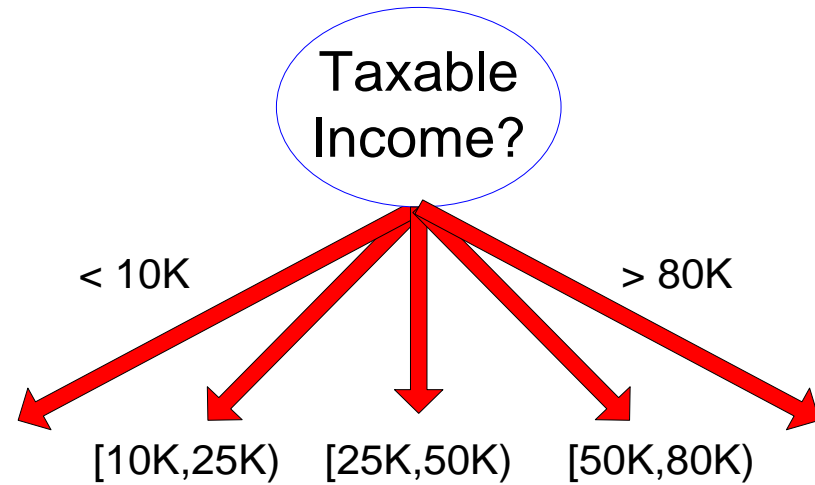 Taxable
Income?
< 10K
> 80K
[10K,25K)
[25K,50K)
[50K,80K)